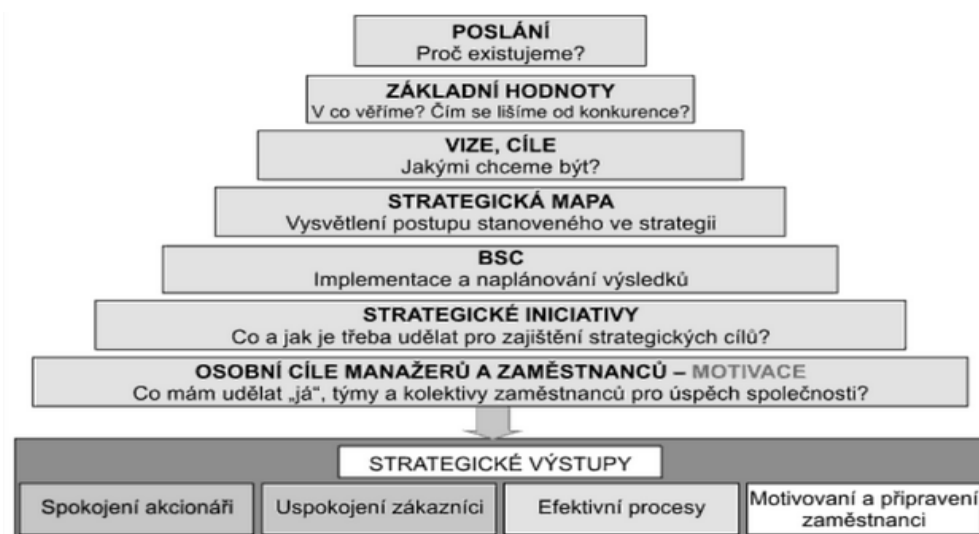 POSLÁNÍ
Proč existujeme?
ZÁKLADNÍ HODNOTY
V co věříme? Čím se lišíme od konkurence?
VIZE, CÍLE
Jakými chceme být?
STRATEGICKÁ MAPA
Vysvětlení postupu stanoveného ve strategii
BSC
Implementace a naplánování výsledků
STRATEGICKÉ INICIATIVY
Co a jak je třeba udělat pro zajištění strategických cílů?
OSOBNÍ CÍLE MANAŽERŮ A ZAMĚSTNANCŮ – MOTIVACE
Co mám udělat „já“, týmy a kolektivy zaměstnanců pro úspěch společnosti?
STRATEGICKÉ VÝSTUPY
Spokojení akcionáři
Uspokojení zákazníci
Efektivní procesy
Motivovaní a připravení
zaměstnanci